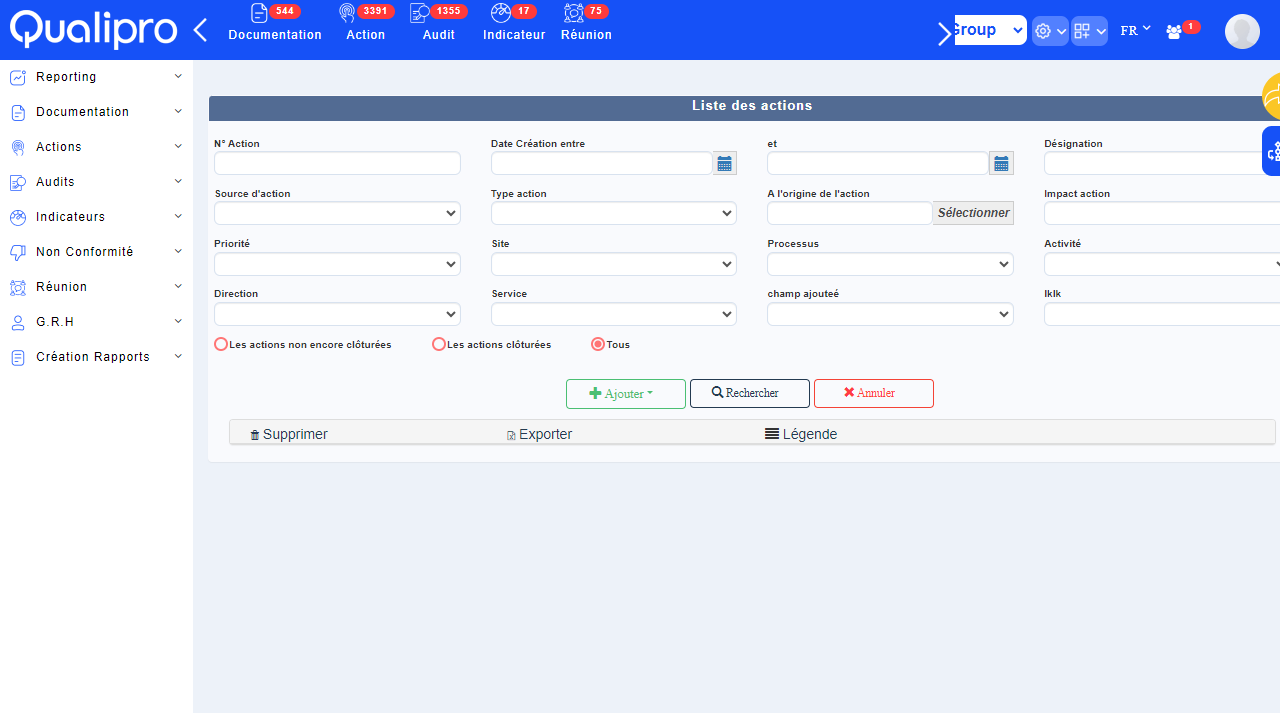 Qualipro
544
Documentation
3391
Action
1355
Audit
17
Indicateur
75
Réunion
Group
FR
1
Reporting
Documentation
Actions
Audits
Indicateurs
Non Conformité
Réunion
G.R.H
Création Rapports
Liste des actions
N° Action
Date Création entre
et
Désignation
Source d'action
Type action
A l'origine de l'action
Sélectionner
Impact action
Priorité
Site
Processus
Activité
Direction
Service
champ ajouteé
lklk
Les actions non encore clôturées
Les actions clôturées
Tous
Ajouter
Rechercher
Annuler
Supprimer
Exporter
Légende